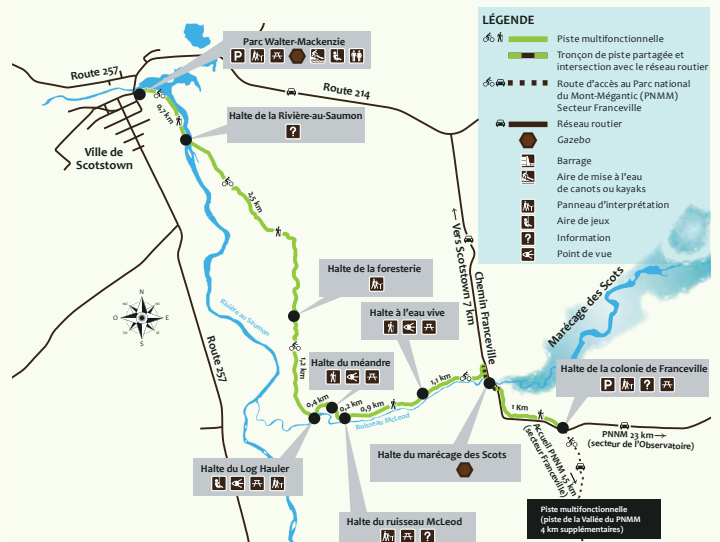 LÉGENDE
Piste multifonctionnelle
Tronçon de piste partagée et
intersection avec le réseau routier
Route d'accès au Parc national
du Mont-Mégantic (PNMM)
Secteur Franceville
Réseau routier
Gazebo
Barrage
Aire de mise à l'eau
de canots ou kayaks
Panneau d'interprétation
Aire de jeux
? Information
Point de vue
Parc Walter-Mackenzie
P
Route 257
Route 214
0,7 km
Halte de la Rivière-au-Saumon
?
Ville de
Scotstown
2,5 km
← Vers Scotstown 7 km
Chemin Franceville
Marécage des Scots
Halte de la foresterie
N
O
E
S
Rivière au Saumon
Route 257
1,2 km
Halte à l'eau vive
Halte du méandre
1,1 km
0,4 km
0,2 km
0,9 km
Ruisseau McLeod
Halte de la colonie de Franceville
P ?
1 Km
PNNM 23 km→
(secteur de l'Observatoire)
Accueil PNMM 1,5 km →
(secteur Franceville)
Halte du marécage des Scots
Halte du Log Hauler
Halte du ruisseau McLeod
?
Piste multifonctionnelle
(piste de la Vallée du PNMM
4 km supplémentaires)